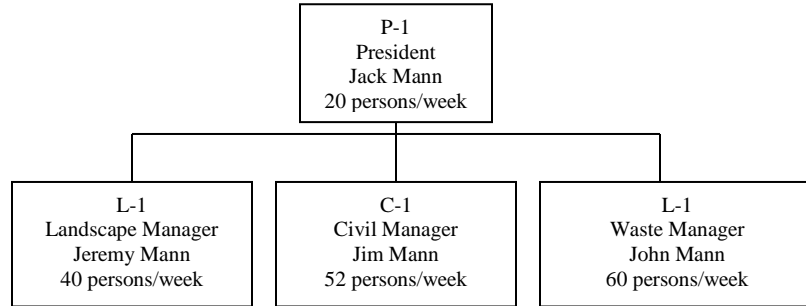 P-1
President
Jack Mann
20 persons/week
L-1
Landscape Manager
Jeremy Mann
40 persons/week
C-1
Civil Manager
Jim Mann
52 persons/week
L-1
Waste Manager
John Mann
60 persons/week